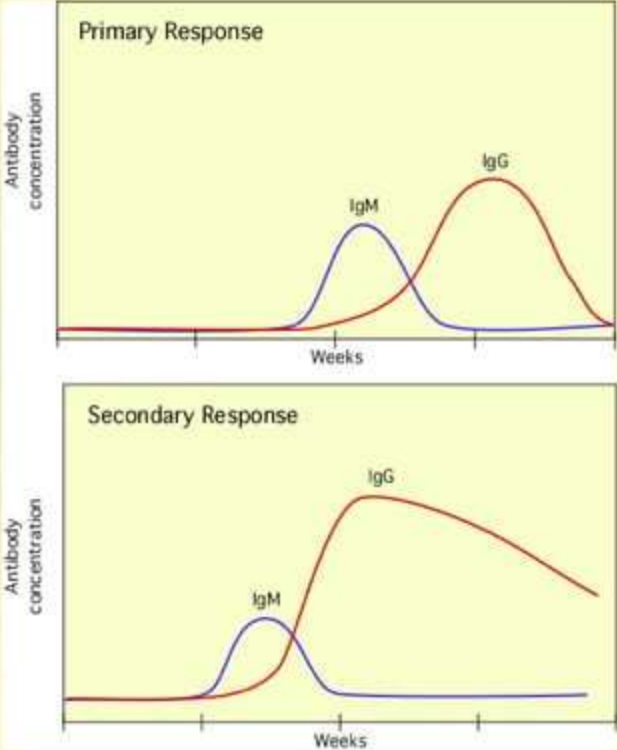 Primary Response
Antibody
concentration
IgG
IgM
Weeks
Secondary Response
Antibody
concentration
IgG
IgM
Weeks